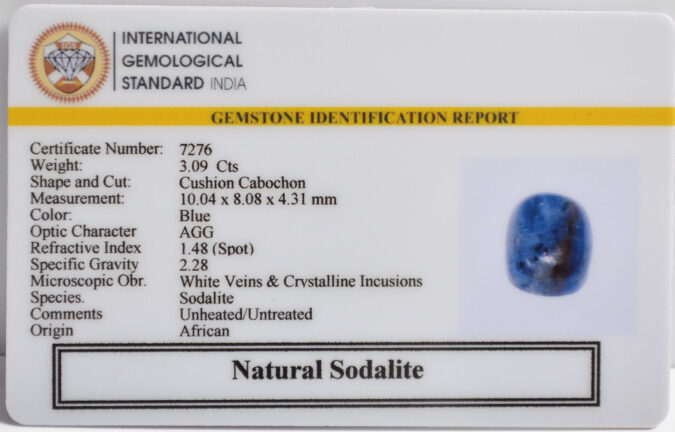 IGS
INTERNATIONAL
GEMOLOGICAL
STANDARD INDIA
GEMSTONE IDENTIFICATION REPORT
Certificate Number: 7276
Weight: 3.09 Cts
Shape and Cut: Cushion Cabochon
Measurement: 10.04 x 8.08 x 4.31 mm
Color: Blue
Optic Character AGG
Refractive Index 1.48 (Spot)
Specific Gravity 2.28
Microscopic Obr. White Veins & Crystalline Incusions
Species. Sodalite
Comments Unheated/Untreated
Origin African
Natural Sodalite